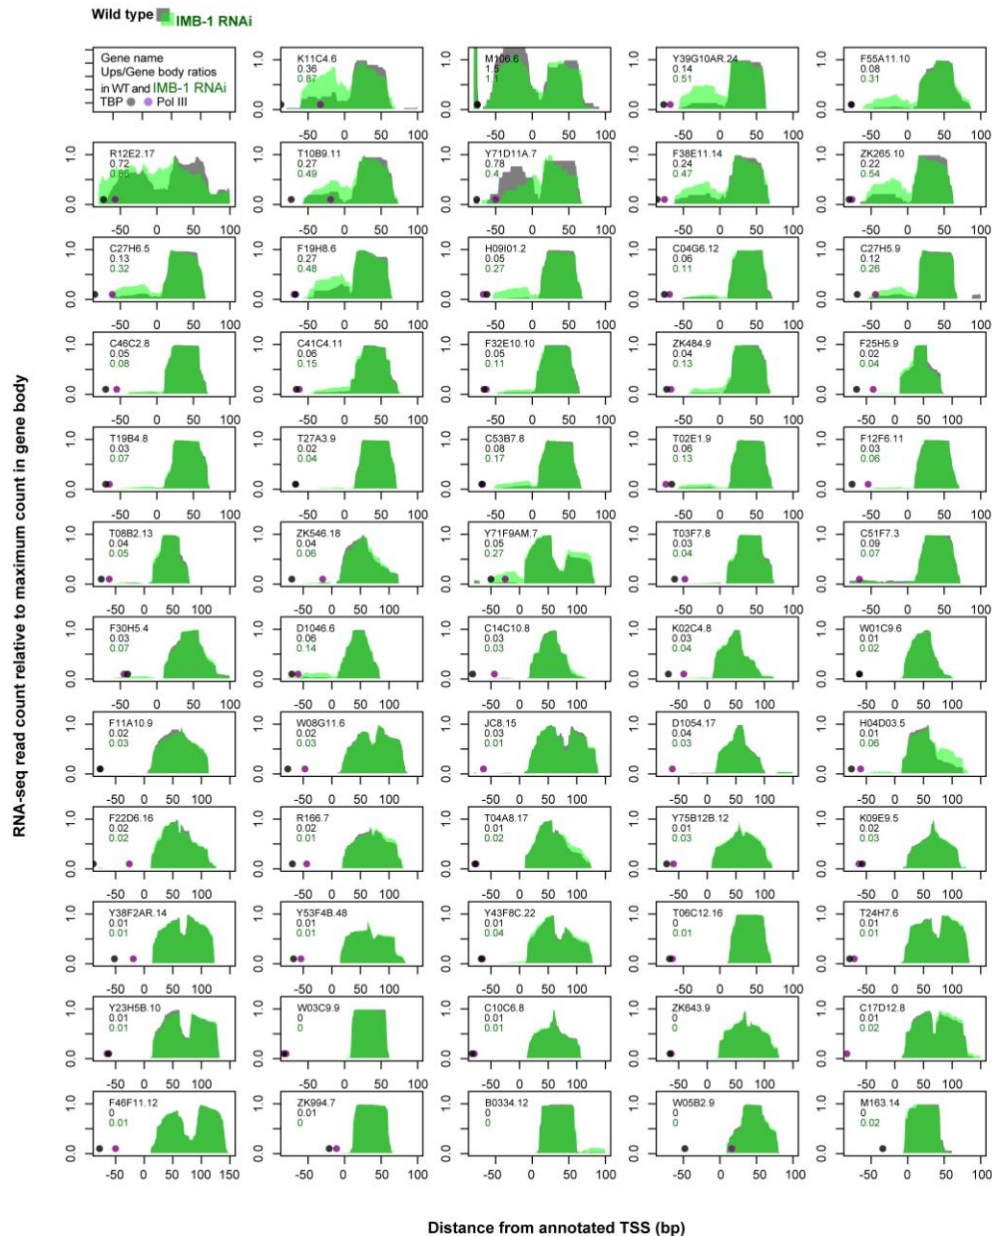 Wild type IMB-1 RNAi
Gene name
Ups/Gene body ratios
in WT and IMB-1 RNAi
TBP Pol III
K11C4.6
0.36
0.87
M106.6
1.5
1.1
Y39G10AR.24
0.14
0.51
F55A11.10
0.08
0.31
R12E2.17
0.72
T10B9.11
0.27
0.49
Y71D11A.7
0.78
0.4
F38E11.14
0.24
0.47
ZK265.10
0.22
0.54
C27H6.5
0.13
0.32
F19H8.6
0.27
0.48
H09I01.2
0.05
0.27
C04G6.12
0.06
0.11
C27H5.9
0.12
0.26
C46C2.8
0.05
0.08
C41C4.11
0.06
0.15
F32E10.10
0.05
0.11
ZK484.9
0.04
0.13
F25H5.9
0.02
0.04
T19B4.8
0.03
0.07
T27A3.9
0.02
0.04
C53B7.8
0.08
0.17
T02E1.9
0.06
0.13
F12F6.11
0.03
0.06
T08B2.13
0.04
0.05
ZK546.18
0.04
0.06
Y71F9AM.7
0.05
0.27
T03F7.8
0.03
0.04
C51F7.3
0.09
0.07
F30H5.4
0.03
0.07
D1046.6
0.06
0.14
C14C10.8
0.03
0.03
K02C4.8
0.03
0.04
W01C9.6
0.01
0.02
F11A10.9
0.02
0.03
W08G11.6
0.02
0.03
JC8.15
0.03
0.01
D1054.17
0.04
0.03
H04D03.5
0.01
0.06
F22D6.16
0.02
0.02
R166.7
0.02
0.01
T04A8.17
0.01
0.02
Y75B12B.12
0.01
0.03
K09E9.5
0.01
0.02
Y38F2AR.14
0.01
0.01
Y53F4B.48
0.01
0.01
Y43F8C.22
0.01
0.04
T06C12.16
0
0.01
T24H7.6
0.01
0.01
Y23H5B.10
0.01
0.01
W03C9.9
0
0
C10C6.8
0.01
0.01
ZK643.9
0
0
C17D12.8
0.01
0.02
F46F11.12
0
0.01
ZK994.7
0.01
0
B0334.12
0
0
W05B2.9
0
0
M163.14
0
0.02
RNA-seq read count relative to maximum count in gene body
Distance from annotated TSS (bp)